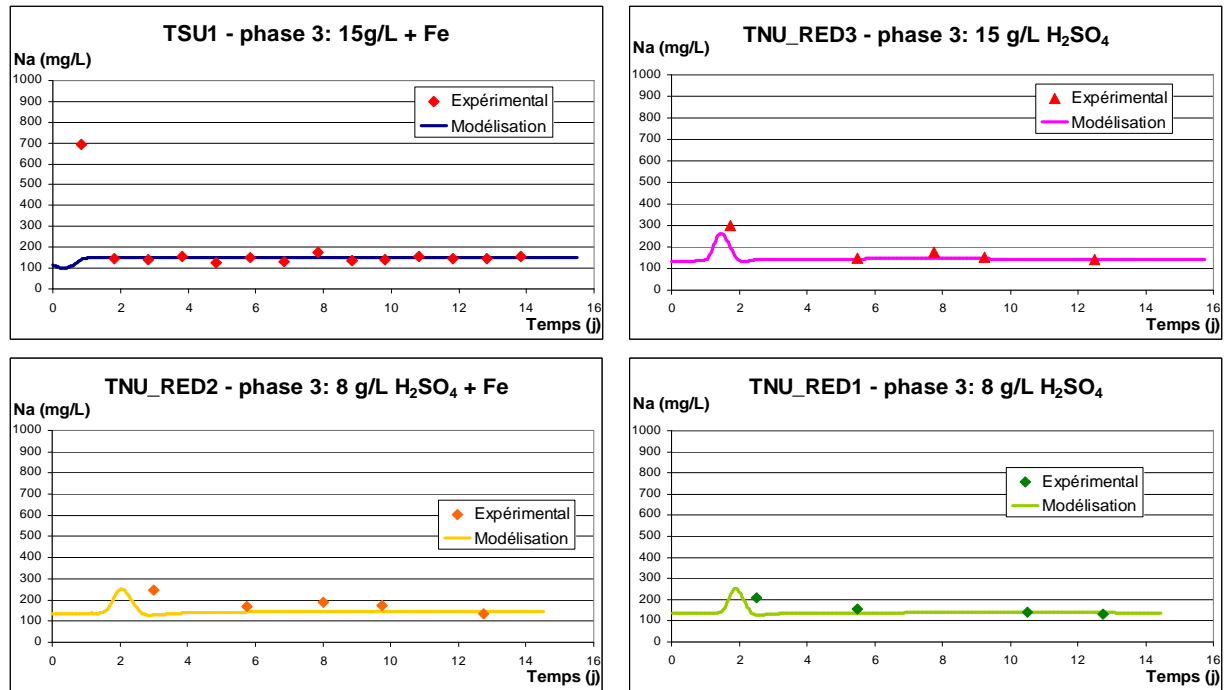 TSU1 - phase 3: 15g/L + Fe
Na (mg/L)
1000
900
800
700
600
500
400
300
200
100
0
Expérimental
Modélisation
0 2 4 6 8 10 12 14 16
Temps (j)
TNU_RED3 - phase 3: 15 g/L H₂SO₄
Na (mg/L)
1000
900
800
700
600
500
400
300
200
100
0
Expérimental
Modélisation
0 2 4 6 8 10 12 14 16
Temps (j)
TNU_RED2 - phase 3: 8 g/L H₂SO₄ + Fe
Na (mg/L)
1000
900
800
700
600
500
400
300
200
100
0
Expérimental
Modélisation
0 2 4 6 8 10 12 14 16
Temps (j)
TNU_RED1 - phase 3: 8 g/L H₂SO₄
Na (mg/L)
1000
900
800
700
600
500
400
300
200
100
0
Expérimental
Modélisation
0 2 4 6 8 10 12 14 16
Temps (j)